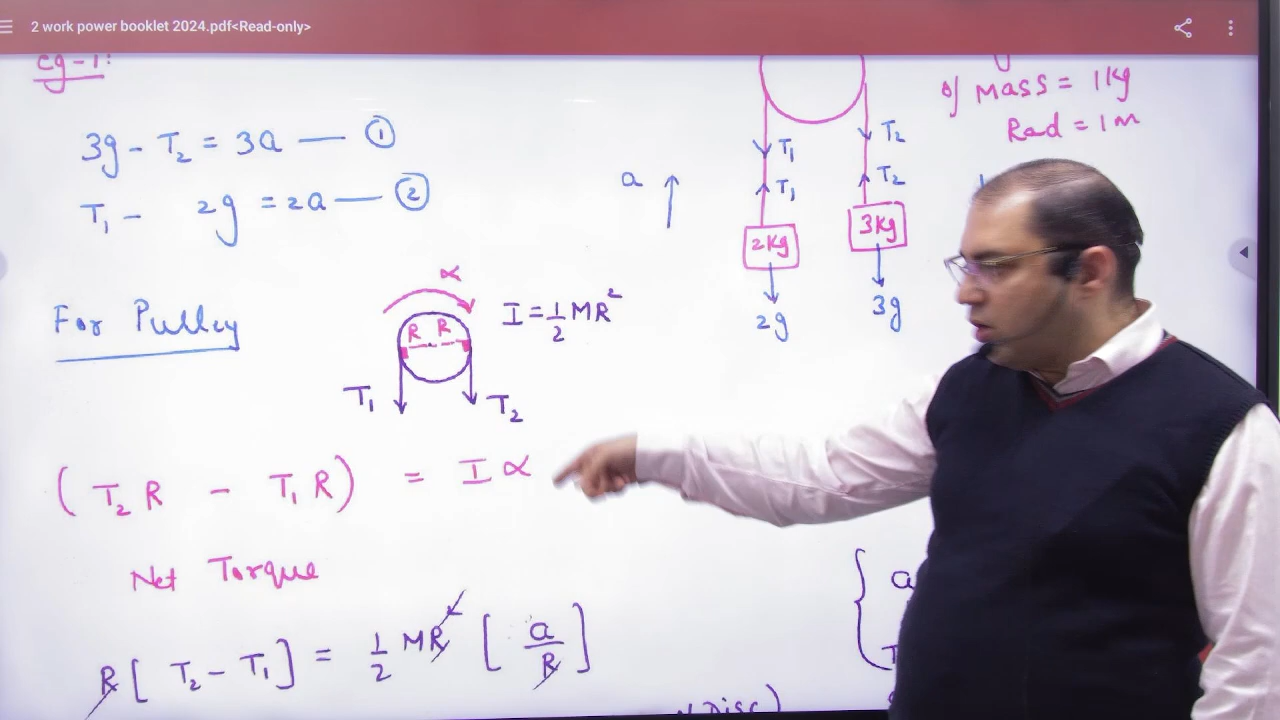 2 work power booklet 2024.pdf<Read-only>
eg-1:
3g - T₂ = 3a — ①
T₁ - 2g = 2a — ②
For Pulley
α
R R
I = ½ MR²
T₁ T₂
(T₂R - T₁R) = Iα
Net Torque
R[T₂ - T₁] = ½ MR² [a/R]
a
T₁ T₂
T₁ T₂
2kg 3kg
2g 3g
of Mass = 1kg
Rad = 1m
{ a